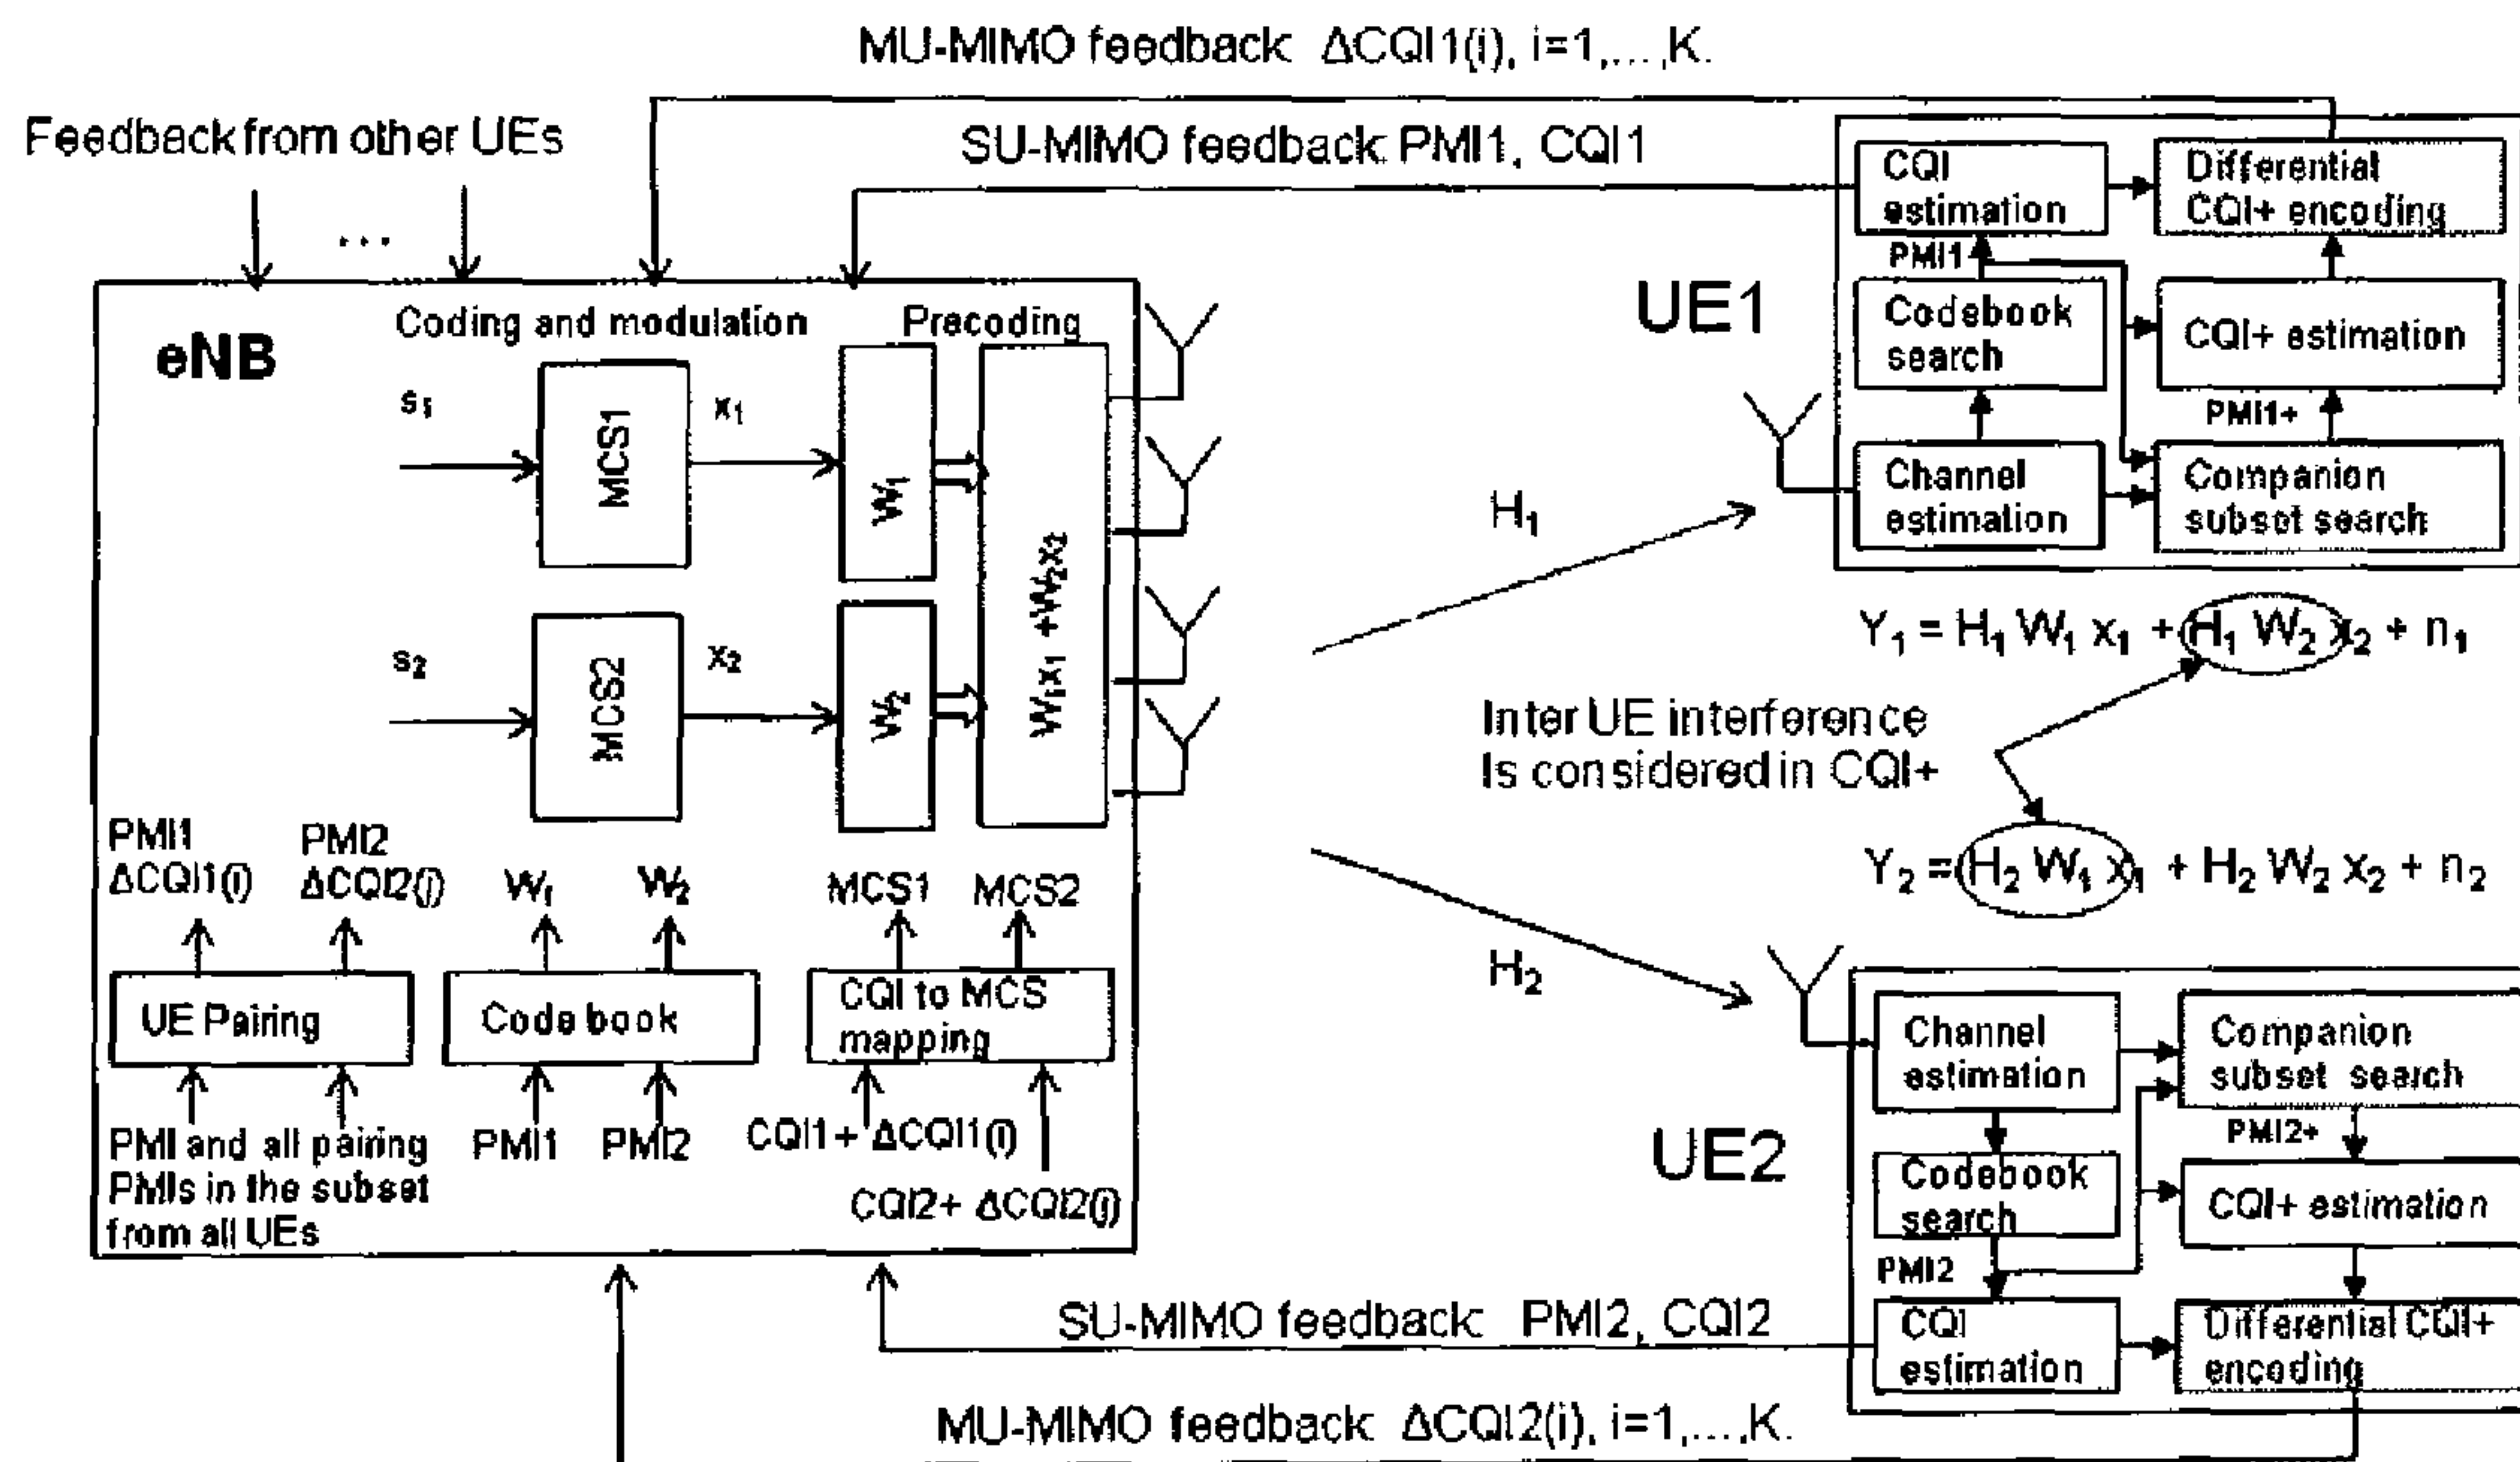 MU-MIMO feedback: ΔCQI1(i), i=1,...,K.
Feedback from other UEs
SU-MIMO feedback: PMI1, CQI1
...
eNB
Coding and modulation
Precoding
s₁
MCS1
x₁
W₁
W₁x₁ +W₂x₂
s₂
MCS2
x₂
W₂
PMI1
ΔCQI1(i)
PMI2
ΔCQI2(j)
W₁
W₂
MCS1
MCS2
UE Pairing
Code book
CQI to MCS
mapping
PMI and all pairing
PMIs in the subset
from all UEs
PMI1
PMI2
CQI1+ ΔCQI1(i)
CQI2+ ΔCQI2(j)
H₁
H₂
UE1
CQI
estimation
Differential
CQI+ encoding
PMI1
Codebook
search
CQI+ estimation
PMI1+
Channel
estimation
Companion
subset search
Y₁ = H₁ W₁ x₁ + H₁ W₂ x₂ + n₁
Inter UE interference
Is considered in CQI+
Y₂ = H₂ W₁ x₁ + H₂ W₂ x₂ + n₂
UE2
Channel
estimation
Companion
subset search
PMI2+
Codebook
search
CQI+ estimation
PMI2
CQI
estimation
Differential CQI+
encoding
SU-MIMO feedback: PMI2, CQI2
MU-MIMO feedback: ΔCQI2(i), i=1,...,K.